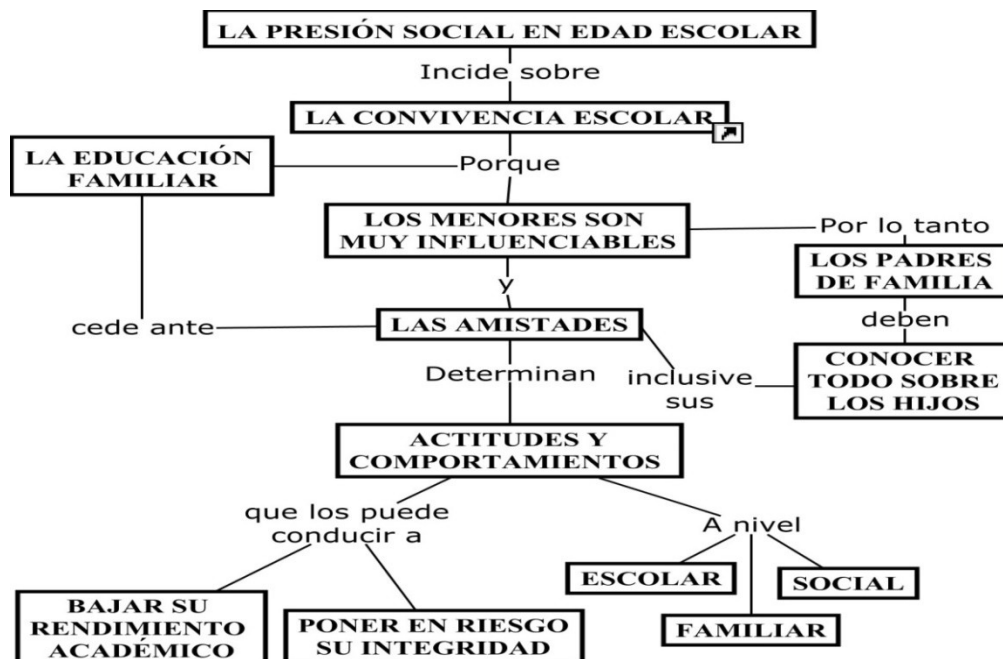 LA PRESIÓN SOCIAL EN EDAD ESCOLAR
Incide sobre
LA CONVIVENCIA ESCOLAR
LA EDUCACIÓN
FAMILIAR
Porque
LOS MENORES SON
MUY INFLUENCIABLES
Por lo tanto
LOS PADRES
DE FAMILIA
y
deben
cede ante
LAS AMISTADES
Determinan
inclusive
sus
CONOCER
TODO SOBRE
LOS HIJOS
ACTITUDES Y
COMPORTAMIENTOS
que los puede
conducir a
A nivel
ESCOLAR
SOCIAL
FAMILIAR
BAJAR SU
RENDIMIENTO
ACADÉMICO
PONER EN RIESGO
SU INTEGRIDAD